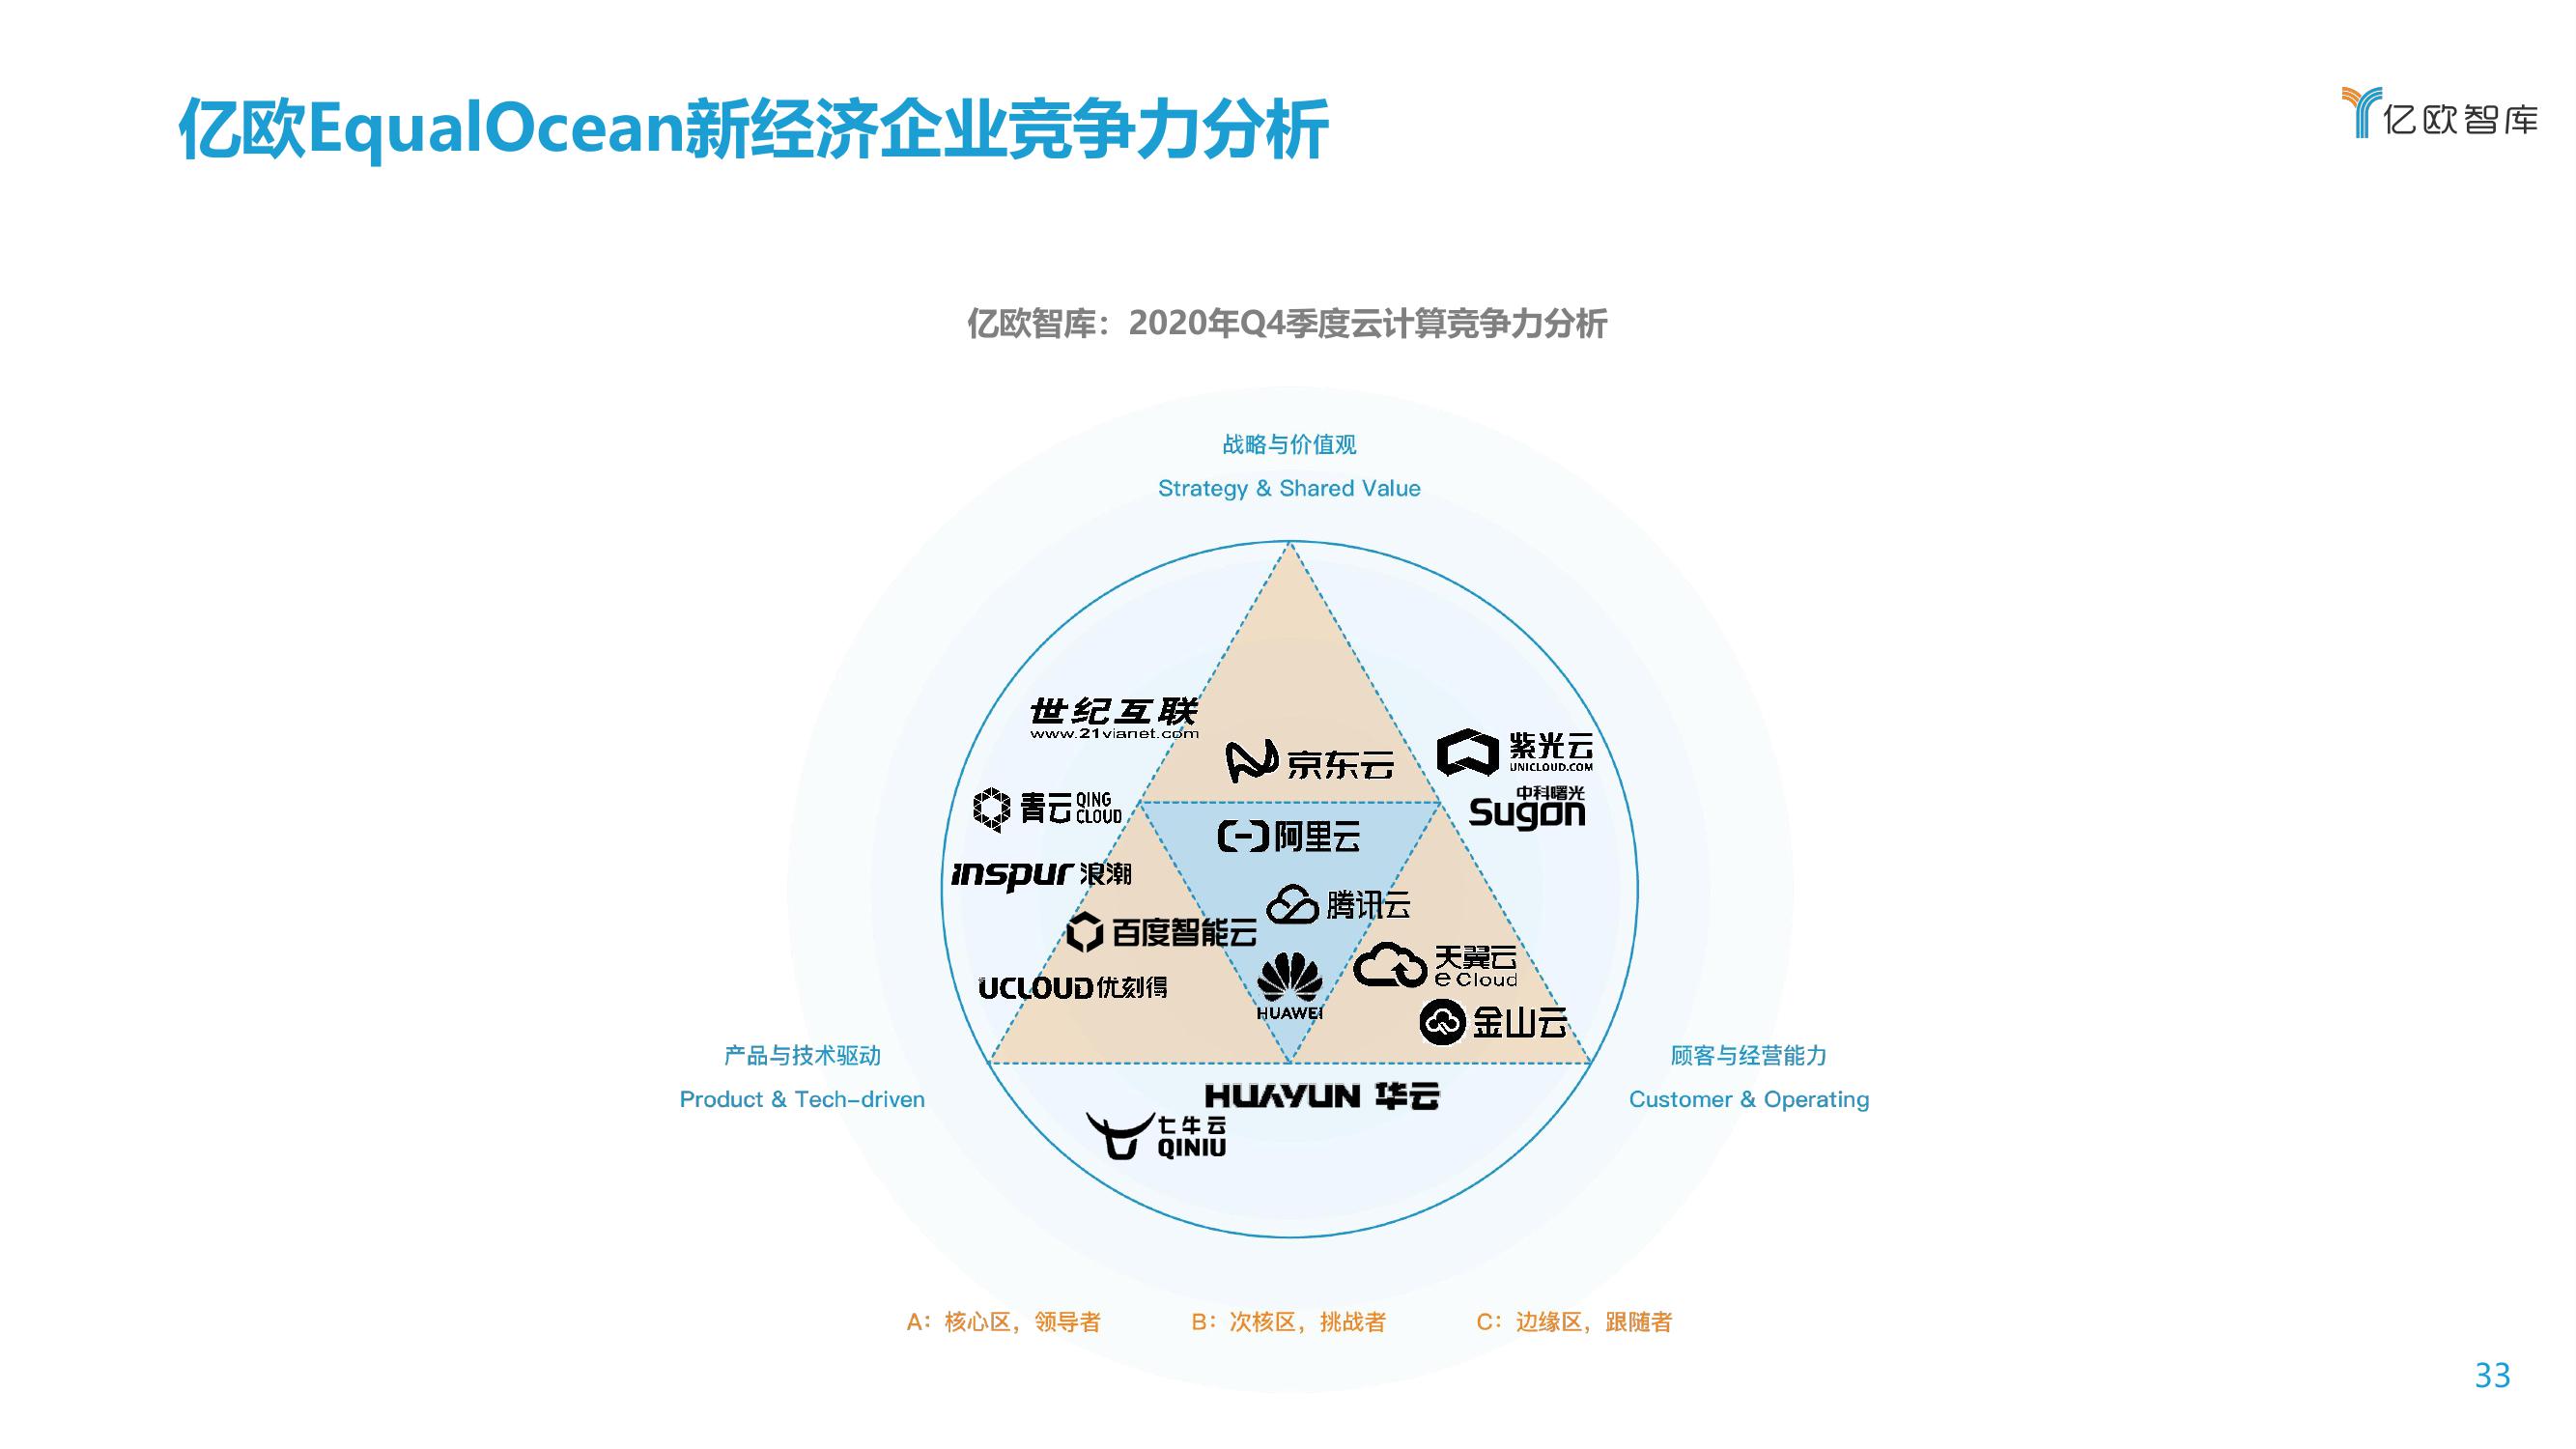 亿欧EqualOcean新经济企业竞争力分析
亿欧智库
亿欧智库：2020年Q4季度云计算竞争力分析
战略与价值观
Strategy & Shared Value
世纪互联
www.21vianet.com
京东云
紫光云
UNICLOUD.COM
青云 QING
CLOUD
中科曙光
Sugon
阿里云
inspur 浪潮
腾讯云
百度智能云
天翼云
e Cloud
UCLOUD优刻得
HUAWEI
金山云
产品与技术驱动
Product & Tech-driven
顾客与经营能力
Customer & Operating
HUAYUN 华云
七牛云
QINIU
A：核心区，领导者
B：次核区，挑战者
C：边缘区，跟随者
33